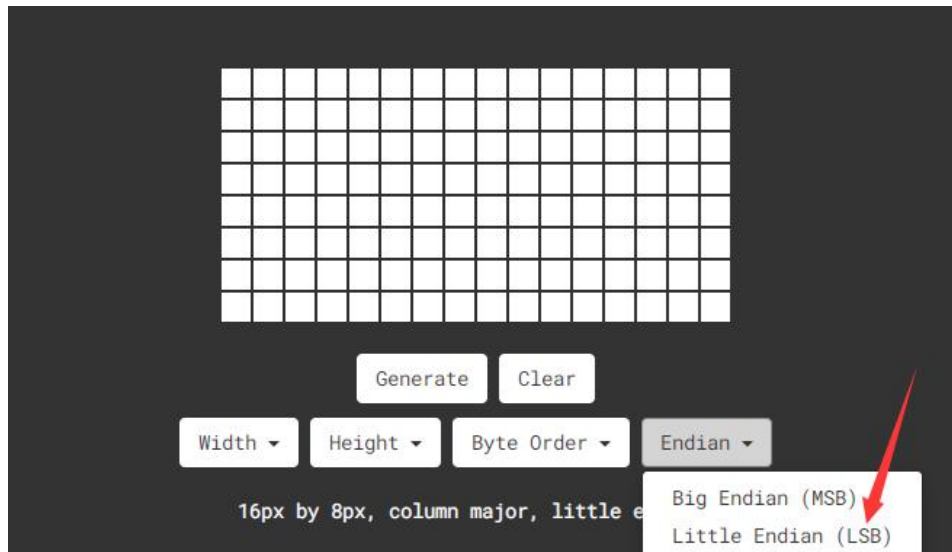 Generate Clear
Width Height Byte Order Endian
Big Endian (MSB)
16px by 8px, column major, little e
Little Endian (LSB)